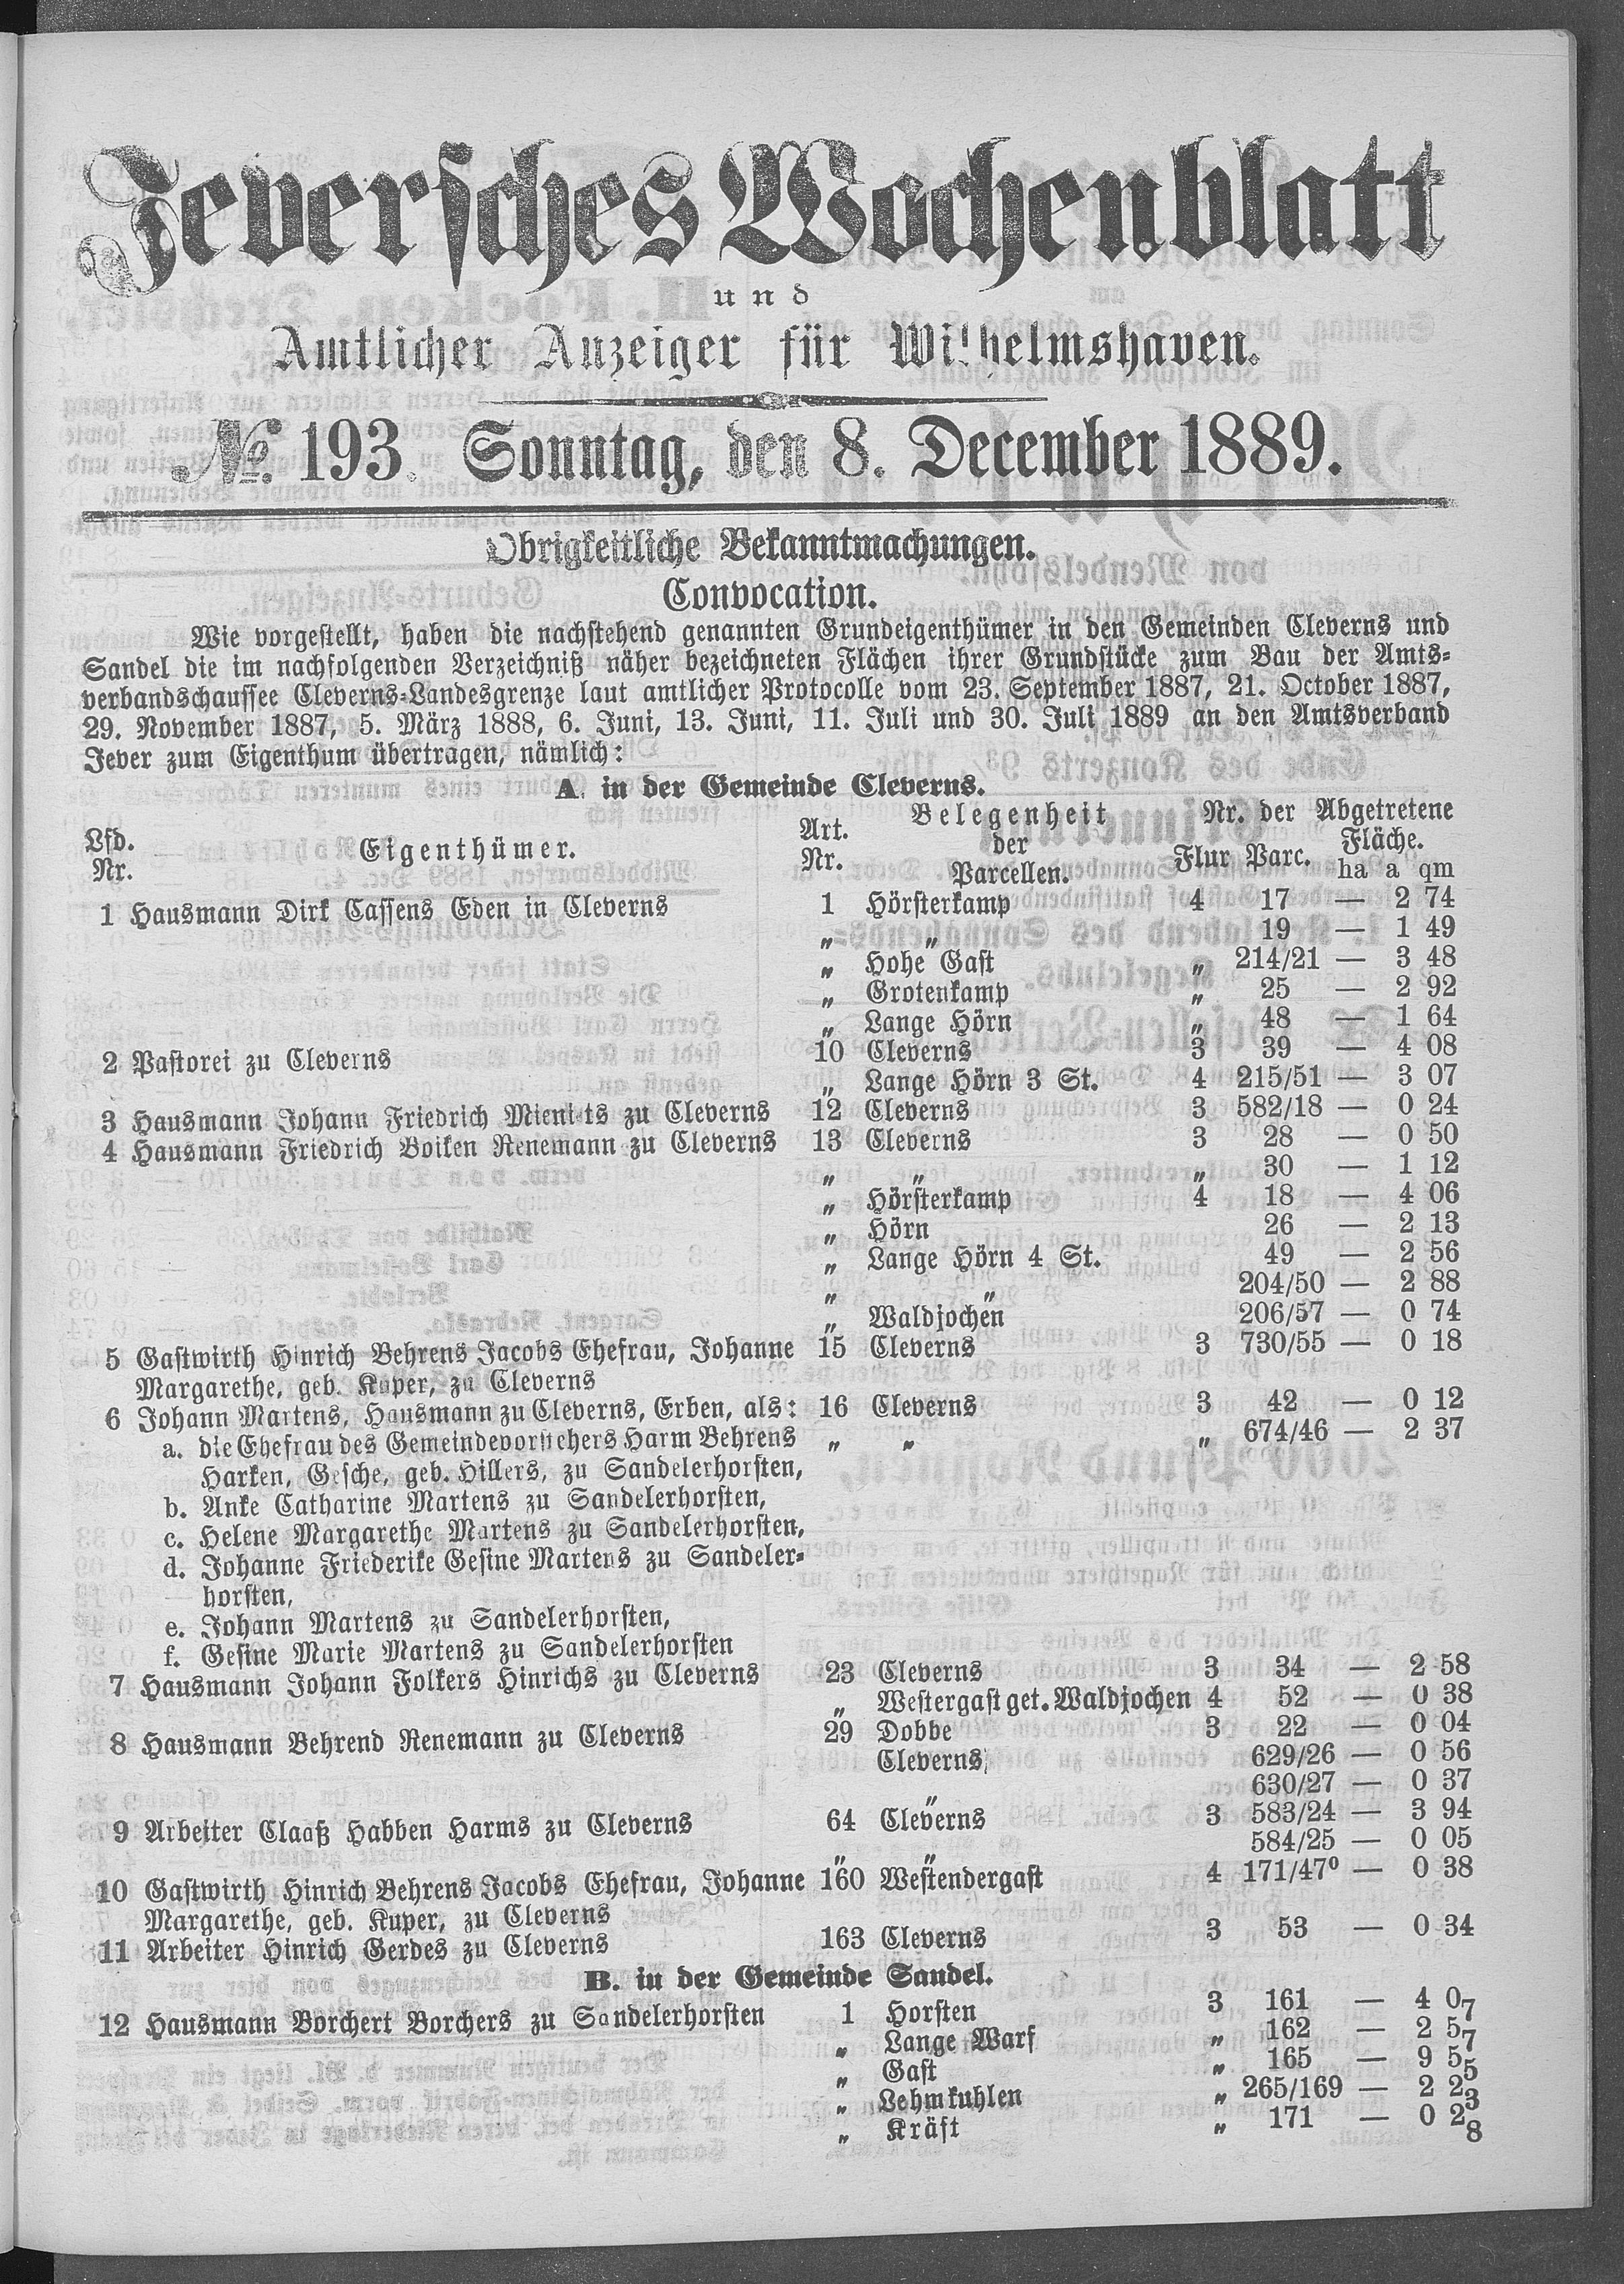 Jeversches Wochenblatt
und
Amtlicher Anzeiger für Wilhelmshaven.
№. 193. Sonntag, den 8. December 1889.
Obrigkeitliche Bekanntmachungen.
Convocation.
Wie vorgestellt, haben die nachstehend genannten Grundeigenthümer in den Gemeinden Cleverns und
Sandel die im nachfolgenden Verzeichniß näher bezeichneten Flächen ihrer Grundstücke zum Bau der Amts-
verbandschaussee Cleverns-Landesgrenze laut amtlicher Protocolle vom 23. September 1887, 21. October 1887,
29. November 1887, 5. März 1888, 6. Juni, 13. Juni, 11. Juli und 30. Juli 1889 an den Amtsverband
Jever zum Eigenthum übertragen, nämlich:
A. in der Gemeinde Cleverns.
Lfd. Nr. Eigenthümer. Art. Nr. Belegenheit der Parcellen. Nr. der Flur Parc. Abgetretene Fläche. ha a qm
1 Hausmann Dirk Cassens Eden in Cleverns 1 Hörsterkamp 4 17 — 2 74
„ „ 19 — 1 49
„ Hohe Gast „ 214/21 — 3 48
„ Grotenkamp „ 25 — 2 92
„ Lange Hörn „ 48 — 1 64
2 Pastorei zu Cleverns 10 Cleverns 3 39 — 4 08
„ Lange Hörn 3 St. 4 215/51 — 3 07
3 Hausmann Johann Friedrich zu Cleverns 12 Cleverns 3 582/18 — 0 24
4 Hausmann Friedrich Boiken Renemann zu Cleverns 13 Cleverns 3 28 — 0 50
„ „ „ 30 — 1 12
„ Hörsterkamp 4 18 — 4 06
„ Hörn 26 — 2 13
„ Lange Hörn 4 St. 49 — 2 56
„ „ 204/50 — 2 88
„ Waldjochen 206/57 — 0 74
5 Gastwirth Hinrich Behrens Jacobs Ehefrau, Johanne 15 Cleverns 3 730/55 — 0 18
Margarethe, geb. Kuper, zu Cleverns
6 Johann Martens, Hausmann zu Cleverns, Erben, als: 16 Cleverns 3 42 — 0 12
a. die Ehefrau des Gemeindevorstehers Harm Behrens „ „ „ 674/46 — 2 37
Harken, Gesche, geb. Hillers, zu Sandelerhorsten,
b. Anke Catharine Martens zu Sandelerhorsten,
c. Helene Margarethe Martens zu Sandelerhorsten,
d. Johanne Friederike Gesine Martens zu Sandeler-
horsten,
e. Johann Martens zu Sandelerhorsten,
f. Gesine Marie Martens zu Sandelerhorsten
7 Hausmann Johann Folkers Hinrichs zu Cleverns 23 Cleverns 3 34 — 2 58
„ Westergast get. Waldjochen 4 52 — 0 38
8 Hausmann Behrend Renemann zu Cleverns 29 Dobbe 3 22 — 0 04
Cleverns 629/26 — 0 56
„ 630/27 — 0 37
9 Arbeiter Claaß Habben Harms zu Cleverns 64 Cleverns 3 583/24 — 3 94
„ „ 584/25 — 0 05
10 Gastwirth Hinrich Behrens Jacobs Ehefrau, Johanne 160 Westendergast 4 171/47⁰ — 0 38
Margarethe, geb. Kuper, zu Cleverns
11 Arbeiter Hinrich Gerdes zu Cleverns 163 Cleverns 3 53 — 0 34
B. in der Gemeinde Sandel.
12 Hausmann Borchert Borchers zu Sandelerhorsten 1 Horsten 3 161 — 4 07
„ Lange Warf „ 162 — 2 57
„ Gast „ 165 — 9 55
„ Lehmkuhlen „ 265/169 — 2 23
„ Kräft „ 171 — 0 28